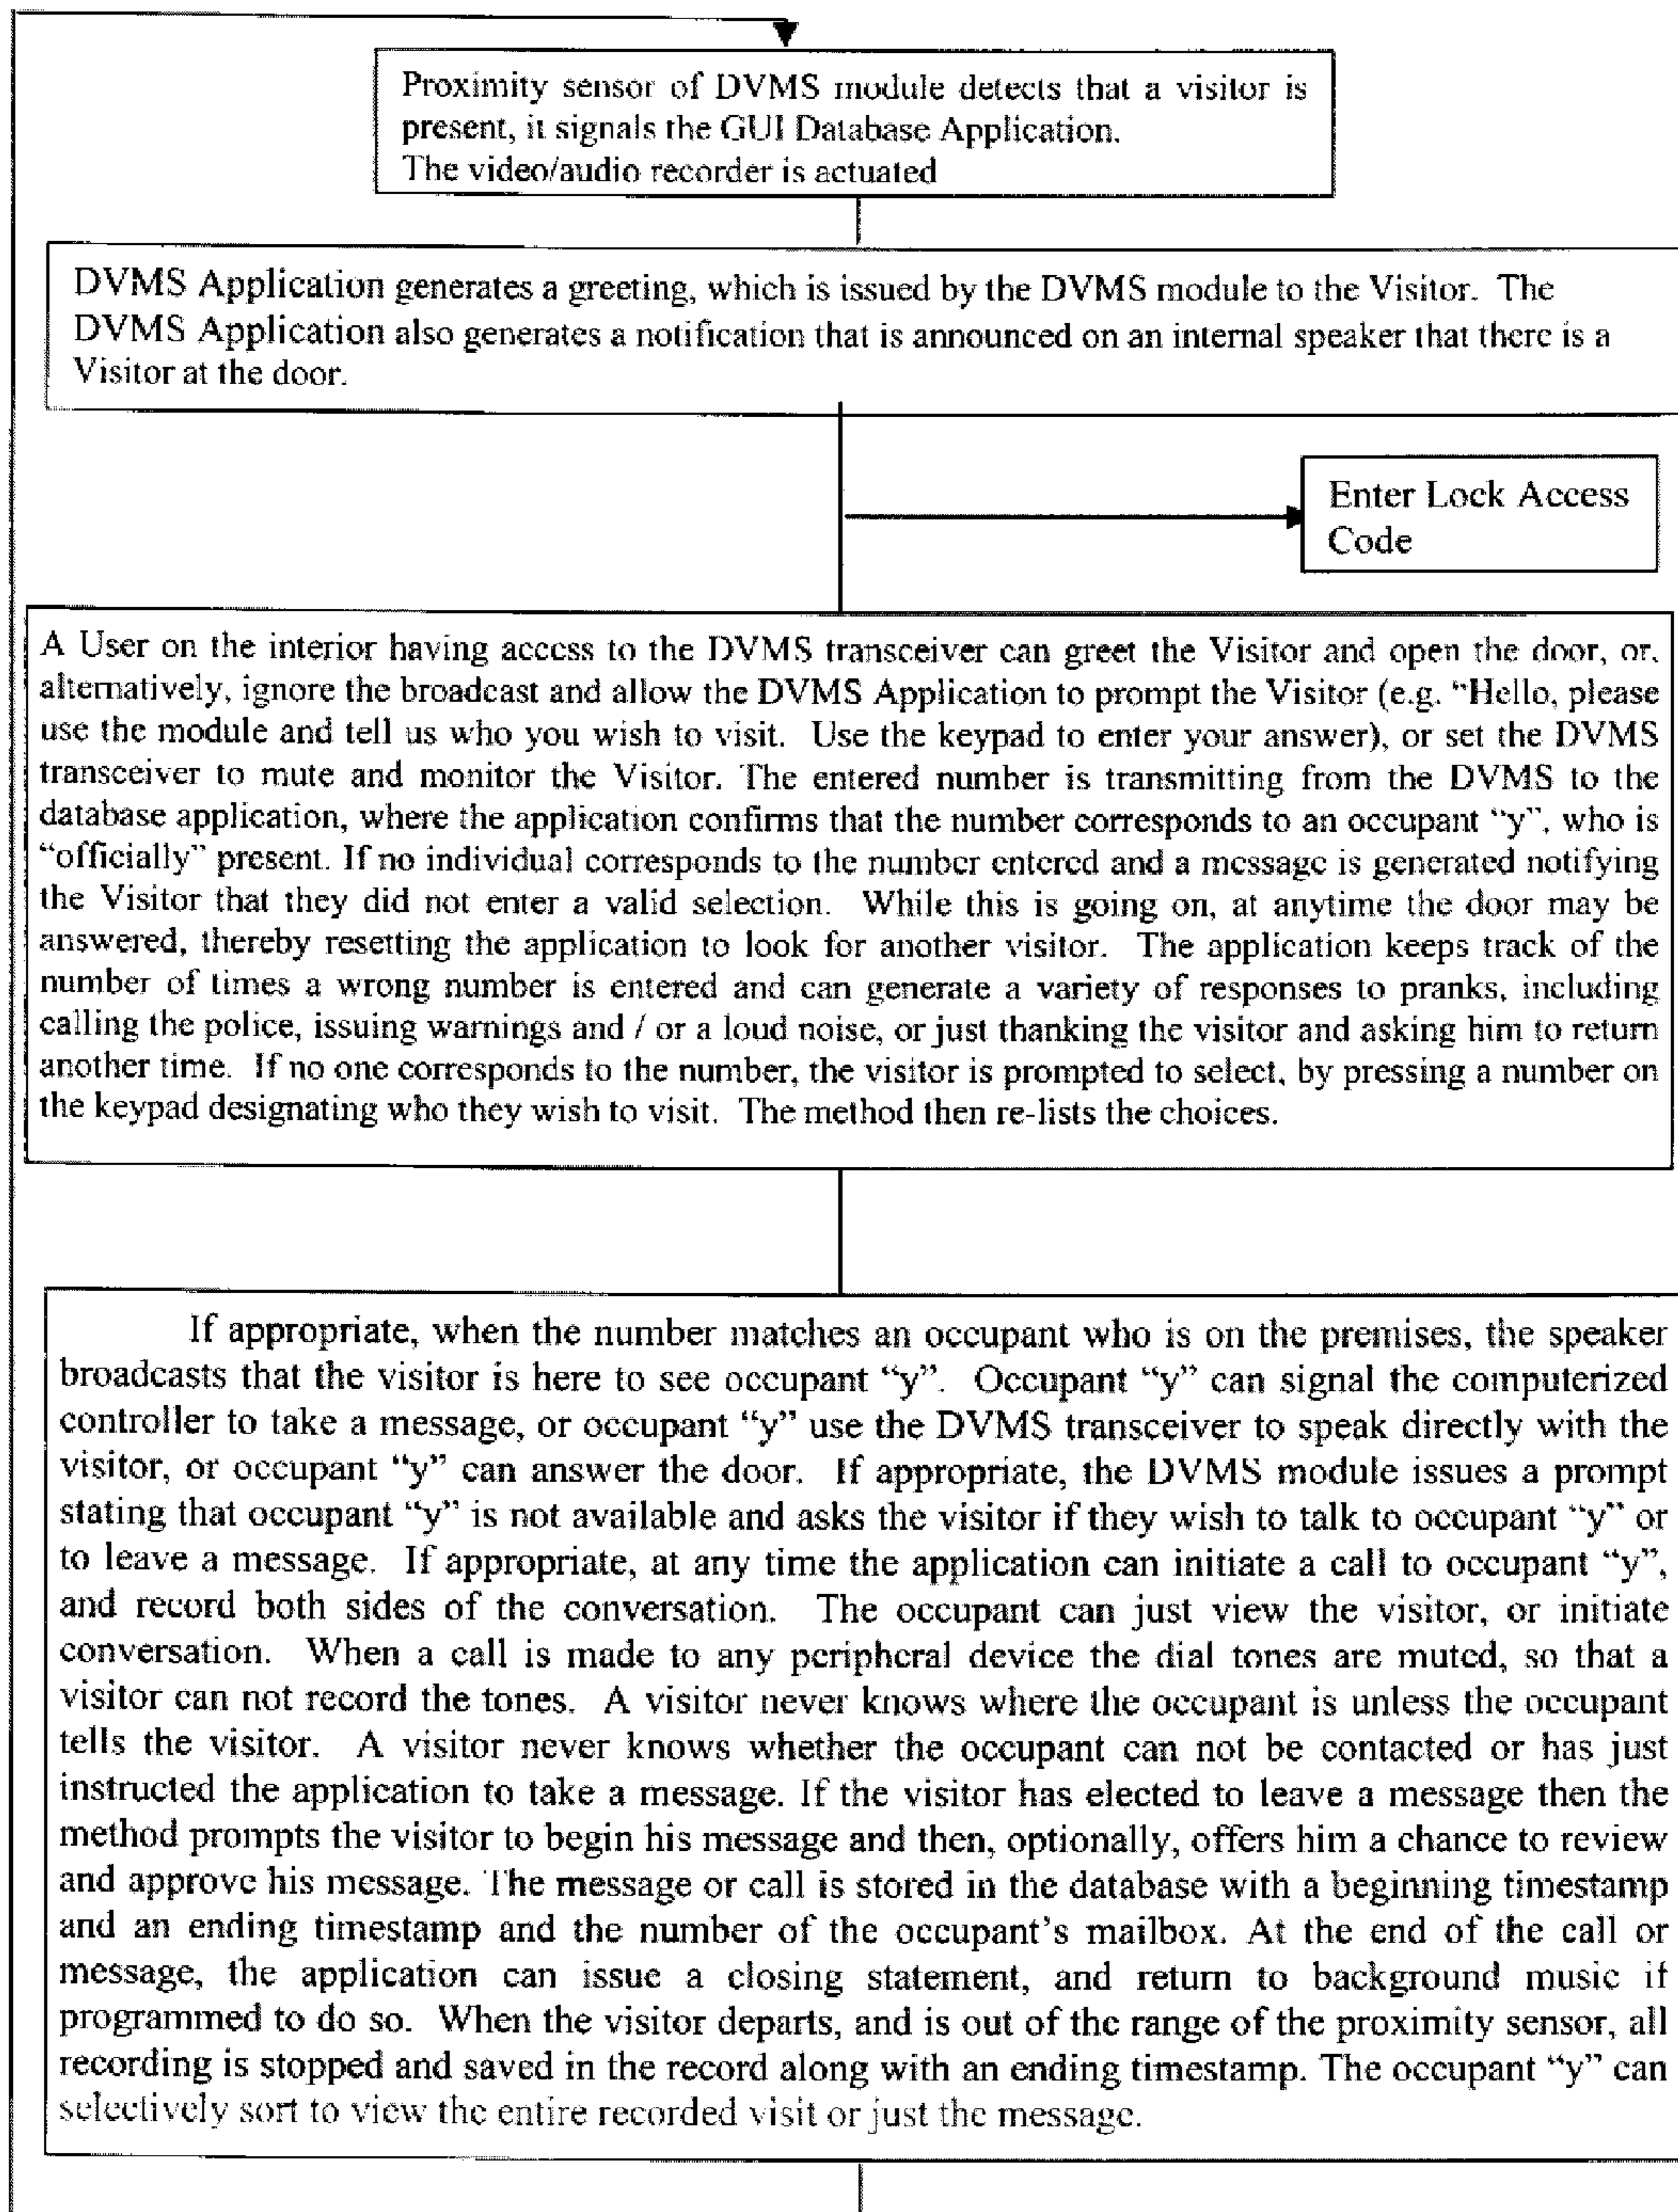 Proximity sensor of DVMS module detects that a visitor is
present, it signals the GUI Database Application.
The video/audio recorder is actuated
DVMS Application generates a greeting, which is issued by the DVMS module to the Visitor. The
DVMS Application also generates a notification that is announced on an internal speaker that there is a
Visitor at the door.
Enter Lock Access
Code
A User on the interior having access to the DVMS transceiver can greet the Visitor and open the door, or,
alternatively, ignore the broadcast and allow the DVMS Application to prompt the Visitor (e.g. "Hello, please
use the module and tell us who you wish to visit. Use the keypad to enter your answer), or set the DVMS
transceiver to mute and monitor the Visitor. The entered number is transmitting from the DVMS to the
database application, where the application confirms that the number corresponds to an occupant "y", who is
"officially" present. If no individual corresponds to the number entered and a message is generated notifying
the Visitor that they did not enter a valid selection. While this is going on, at anytime the door may be
answered, thereby resetting the application to look for another visitor. The application keeps track of the
number of times a wrong number is entered and can generate a variety of responses to pranks, including
calling the police, issuing warnings and / or a loud noise, or just thanking the visitor and asking him to return
another time. If no one corresponds to the number, the visitor is prompted to select, by pressing a number on
the keypad designating who they wish to visit. The method then re-lists the choices.
If appropriate, when the number matches an occupant who is on the premises, the speaker
broadcasts that the visitor is here to see occupant "y". Occupant "y" can signal the computerized
controller to take a message, or occupant "y" use the DVMS transceiver to speak directly with the
visitor, or occupant "y" can answer the door. If appropriate, the DVMS module issues a prompt
stating that occupant "y" is not available and asks the visitor if they wish to talk to occupant "y" or
to leave a message. If appropriate, at any time the application can initiate a call to occupant "y",
and record both sides of the conversation. The occupant can just view the visitor, or initiate
conversation. When a call is made to any peripheral device the dial tones are muted, so that a
visitor can not record the tones. A visitor never knows where the occupant is unless the occupant
tells the visitor. A visitor never knows whether the occupant can not be contacted or has just
instructed the application to take a message. If the visitor has elected to leave a message then the
method prompts the visitor to begin his message and then, optionally, offers him a chance to review
and approve his message. The message or call is stored in the database with a beginning timestamp
and an ending timestamp and the number of the occupant's mailbox. At the end of the call or
message, the application can issue a closing statement, and return to background music if
programmed to do so. When the visitor departs, and is out of the range of the proximity sensor, all
recording is stopped and saved in the record along with an ending timestamp. The occupant "y" can
selectively sort to view the entire recorded visit or just the message.